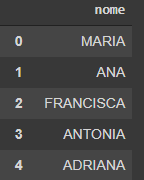 nome
0 MARIA
1 ANA
2 FRANCISCA
3 ANTONIA
4 ADRIANA